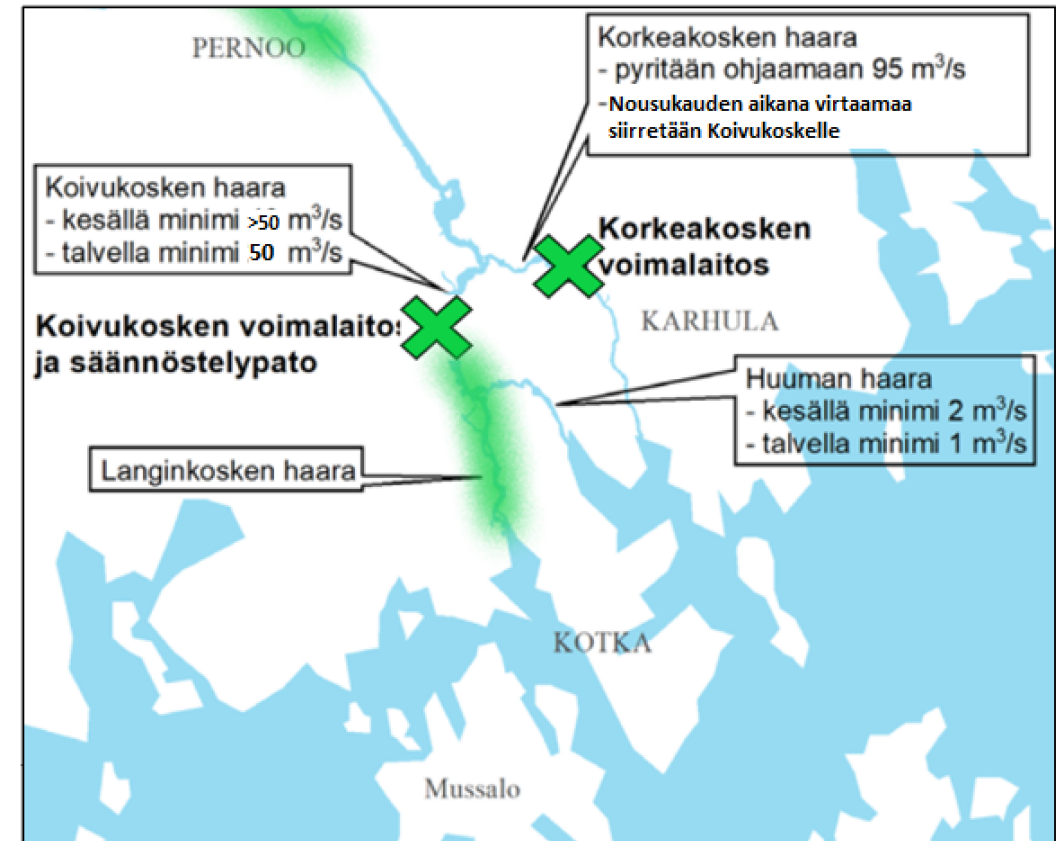 PERNOO
Korkeakosken haara
- pyritään ohjaamaan 95 m³/s
-Nousukauden aikana virtaamaa
siirretään Koivukoskelle
Koivukosken haara
- kesällä minimi >50 m³/s
- talvella minimi 50 m³/s
Korkeakosken
voimalaitos
Koivukosken voimalaitos
ja säännöstelypato
KARHULA
Huuman haara
- kesällä minimi 2 m³/s
- talvella minimi 1 m³/s
Langinkosken haara
KOTKA
Mussalo